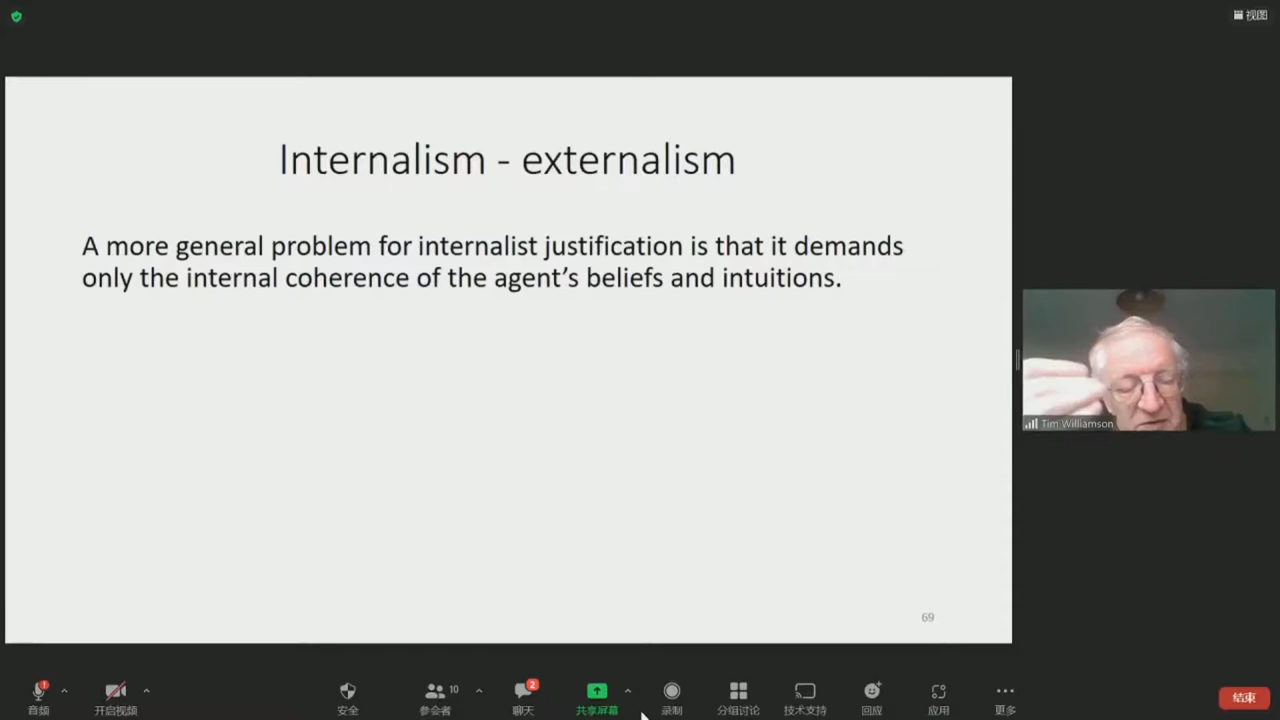 视图
Internalism - externalism
A more general problem for internalist justification is that it demands
only the internal coherence of the agent's beliefs and intuitions.
Tim Williamson
69
10
2
音频
开启视频
安全
参会者
聊天
共享屏幕
录制
分组讨论
技术支持
回应
应用
更多
结束